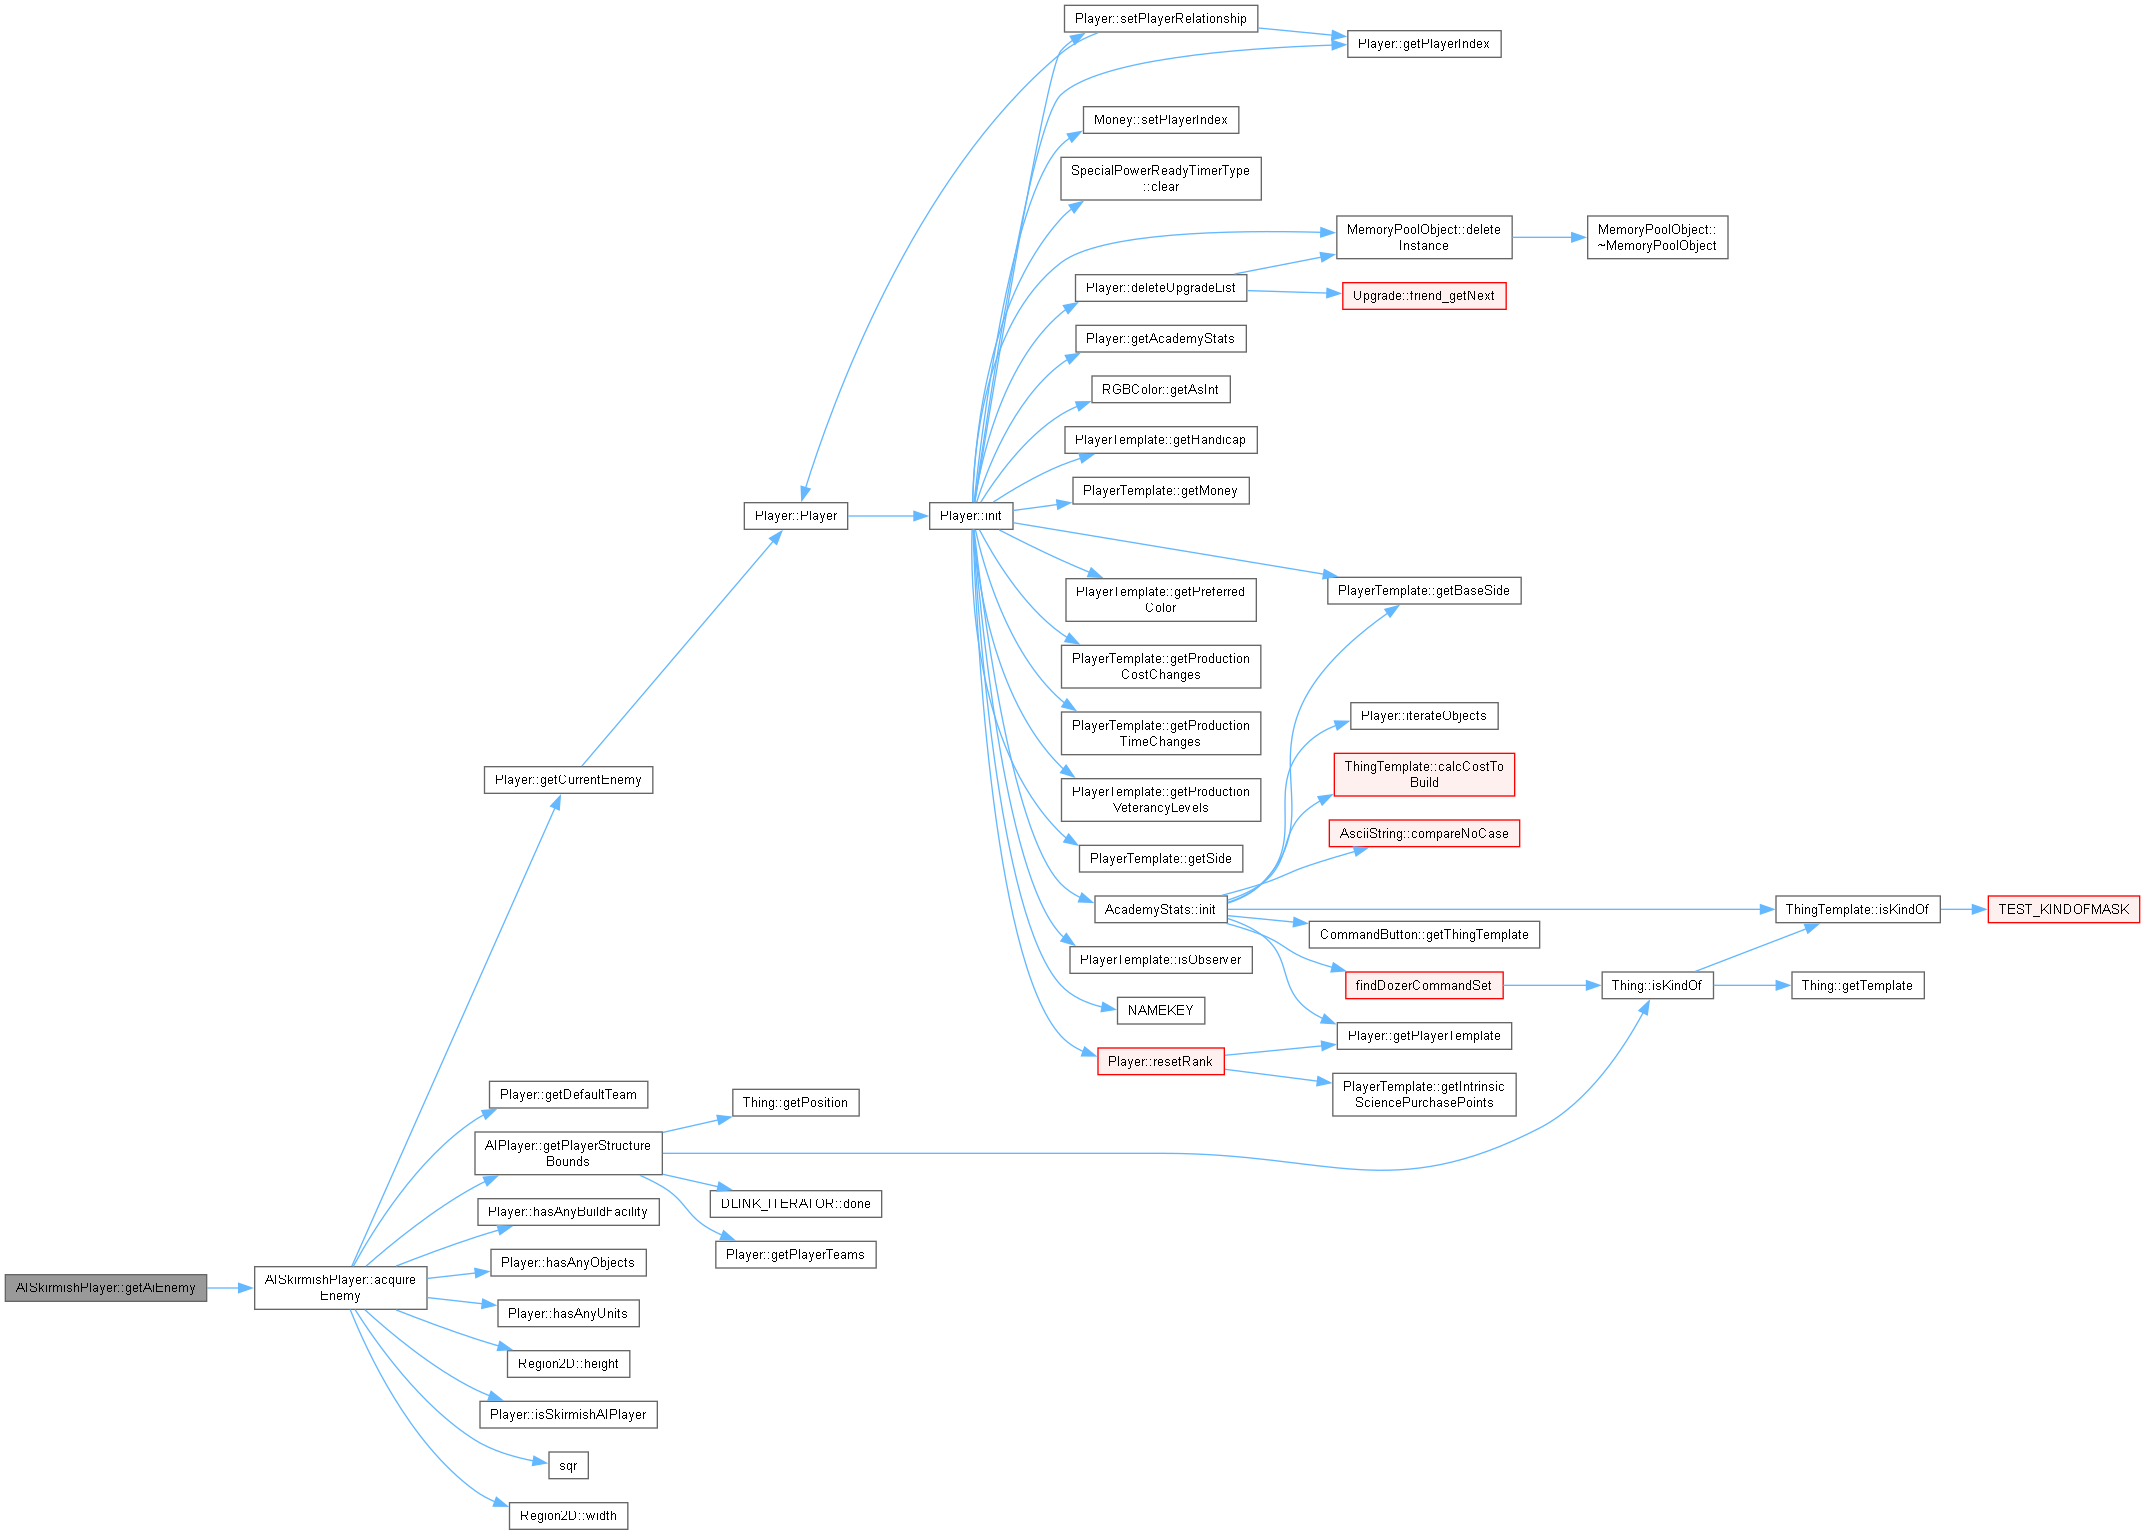 Player::setPlayerRelationship
Player::getPlayerIndex
Money::setPlayerIndex
SpecialPowerReadyTimerType
::clear
MemoryPoolObject::delete
Instance
MemoryPoolObject::
~MemoryPoolObject
Player::deleteUpgradeList
Upgrade::friend_getNext
Player::getAcademyStats
RGBColor::getAsInt
PlayerTemplate::getHandicap
PlayerTemplate::getMoney
Player::Player
Player::init
PlayerTemplate::getPreferred
Color
PlayerTemplate::getBaseSide
PlayerTemplate::getProduction
CostChanges
Player::iterateObjects
PlayerTemplate::getProduction
TimeChanges
ThingTemplate::calcCostTo
Build
Player::getCurrentEnemy
PlayerTemplate::getProduction
VeterancyLevels
AsciiString::compareNoCase
PlayerTemplate::getSide
AcademyStats::init
ThingTemplate::isKindOf
TEST_KINDOFMASK
CommandButton::getThingTemplate
PlayerTemplate::isObserver
findDozerCommandSet
Thing::isKindOf
Thing::getTemplate
NAMEKEY
Player::getPlayerTemplate
Player::resetRank
PlayerTemplate::getIntrinsic
SciencePurchasePoints
Player::getDefaultTeam
Thing::getPosition
AIPlayer::getPlayerStructure
Bounds
DLINK_ITERATOR::done
Player::hasAnyBuildFacility
Player::getPlayerTeams
Player::hasAnyObjects
AISkirmishPlayer::getAiEnemy
AISkirmishPlayer::acquire
Enemy
Player::hasAnyUnits
Region2D::height
Player::isSkirmishAIPlayer
sqr
Region2D::width